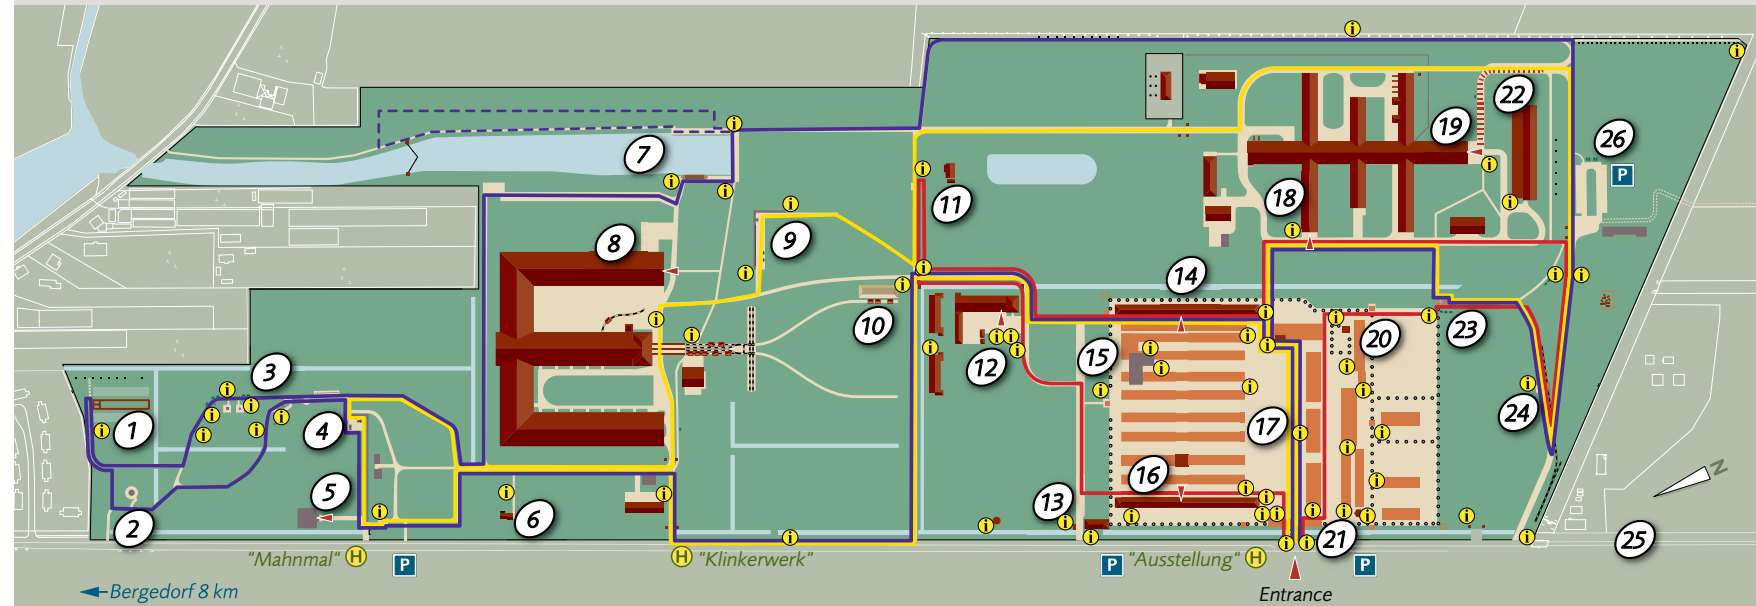 i
i
22
19
26
i
7
i
P
i
11
i
i
i
18
i
i
9
8
i
i
14
i
i
i
i
10
i
i
i
20
23
i
i
i
i
i
12
15
i
i
i
i
3
i
i
i
i
i
24
i
i
i
i
1
i
i
4
17
i
i
i
16
i
i
5
i
i
6
i
13
i
i
i
i
i
i
i
i
i
2
i
i
i
i
i
21
i
25
N
"Mahnmal" H
P
H "Klinkerwerk"
P
"Ausstellung" H
P
Bergedorf 8 km
Entrance